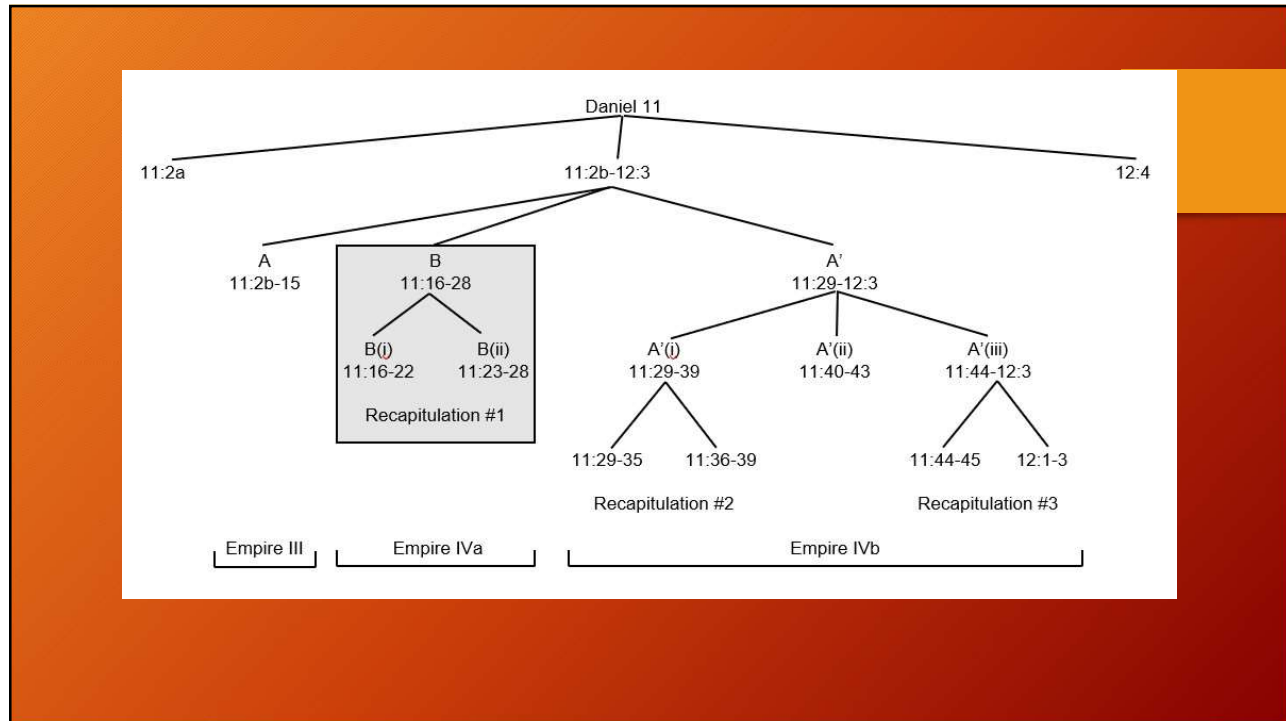 Daniel 11
11:2a
11:2b-12:3
12:4
A
11:2b-15
B
11:16-28
A'
11:29-12:3
B(i)
11:16-22
B(ii)
11:23-28
Recapitulation #1
A'(i)
11:29-39
A'(ii)
11:40-43
A'(iii)
11:44-12:3
11:29-35
11:36-39
11:44-45
12:1-3
Recapitulation #2
Recapitulation #3
Empire III
Empire IVa
Empire IVb